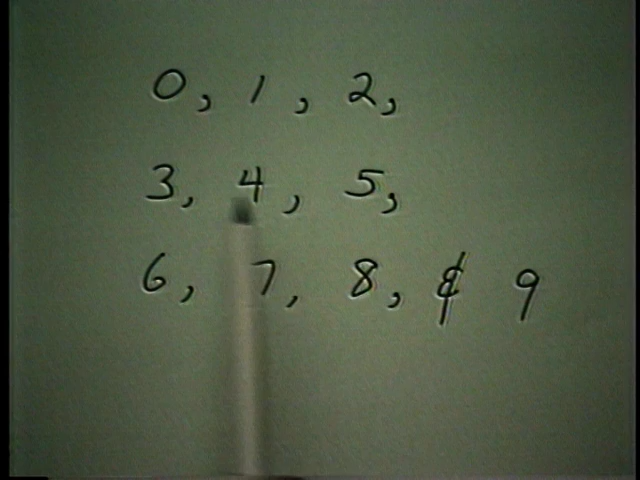 0, 1, 2,
3, 4, 5,
6, 7, 8, & 9